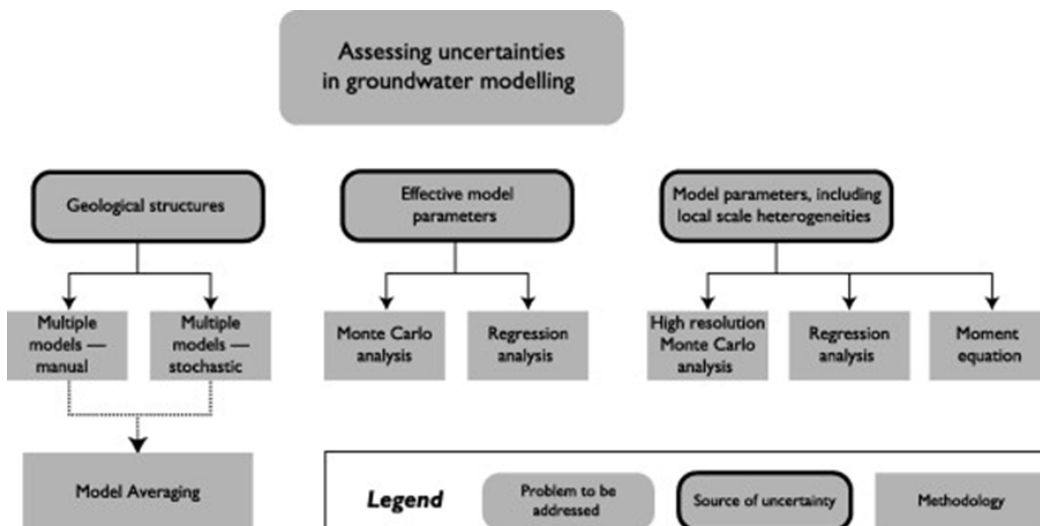 Assessing uncertainties
in groundwater modelling
Geological structures
Effective model
parameters
Model parameters, including
local scale heterogeneities
Multiple
models —
manual
Multiple
models —
stochastic
Monte Carlo
analysis
Regression
analysis
High resolution
Monte Carlo
analysis
Regression
analysis
Moment
equation
Model Averaging
Legend
Problem to be
addressed
Source of uncertainty
Methodology